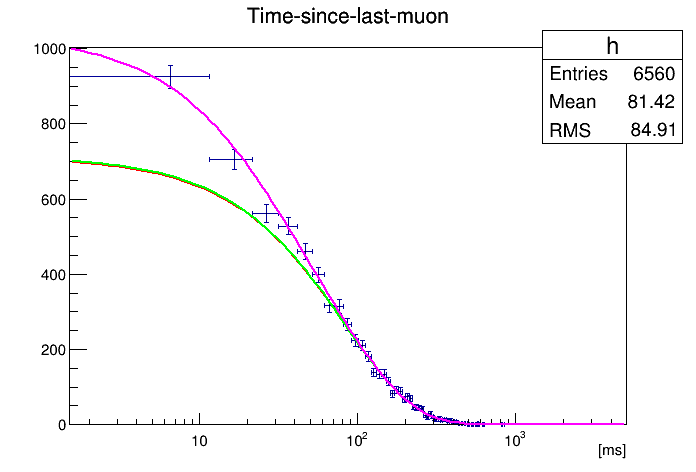 Time-since-last-muon
h
Entries 6560
Mean 81.42
RMS 84.91
1000
800
600
400
200
0
10
10²
10³
[ms]